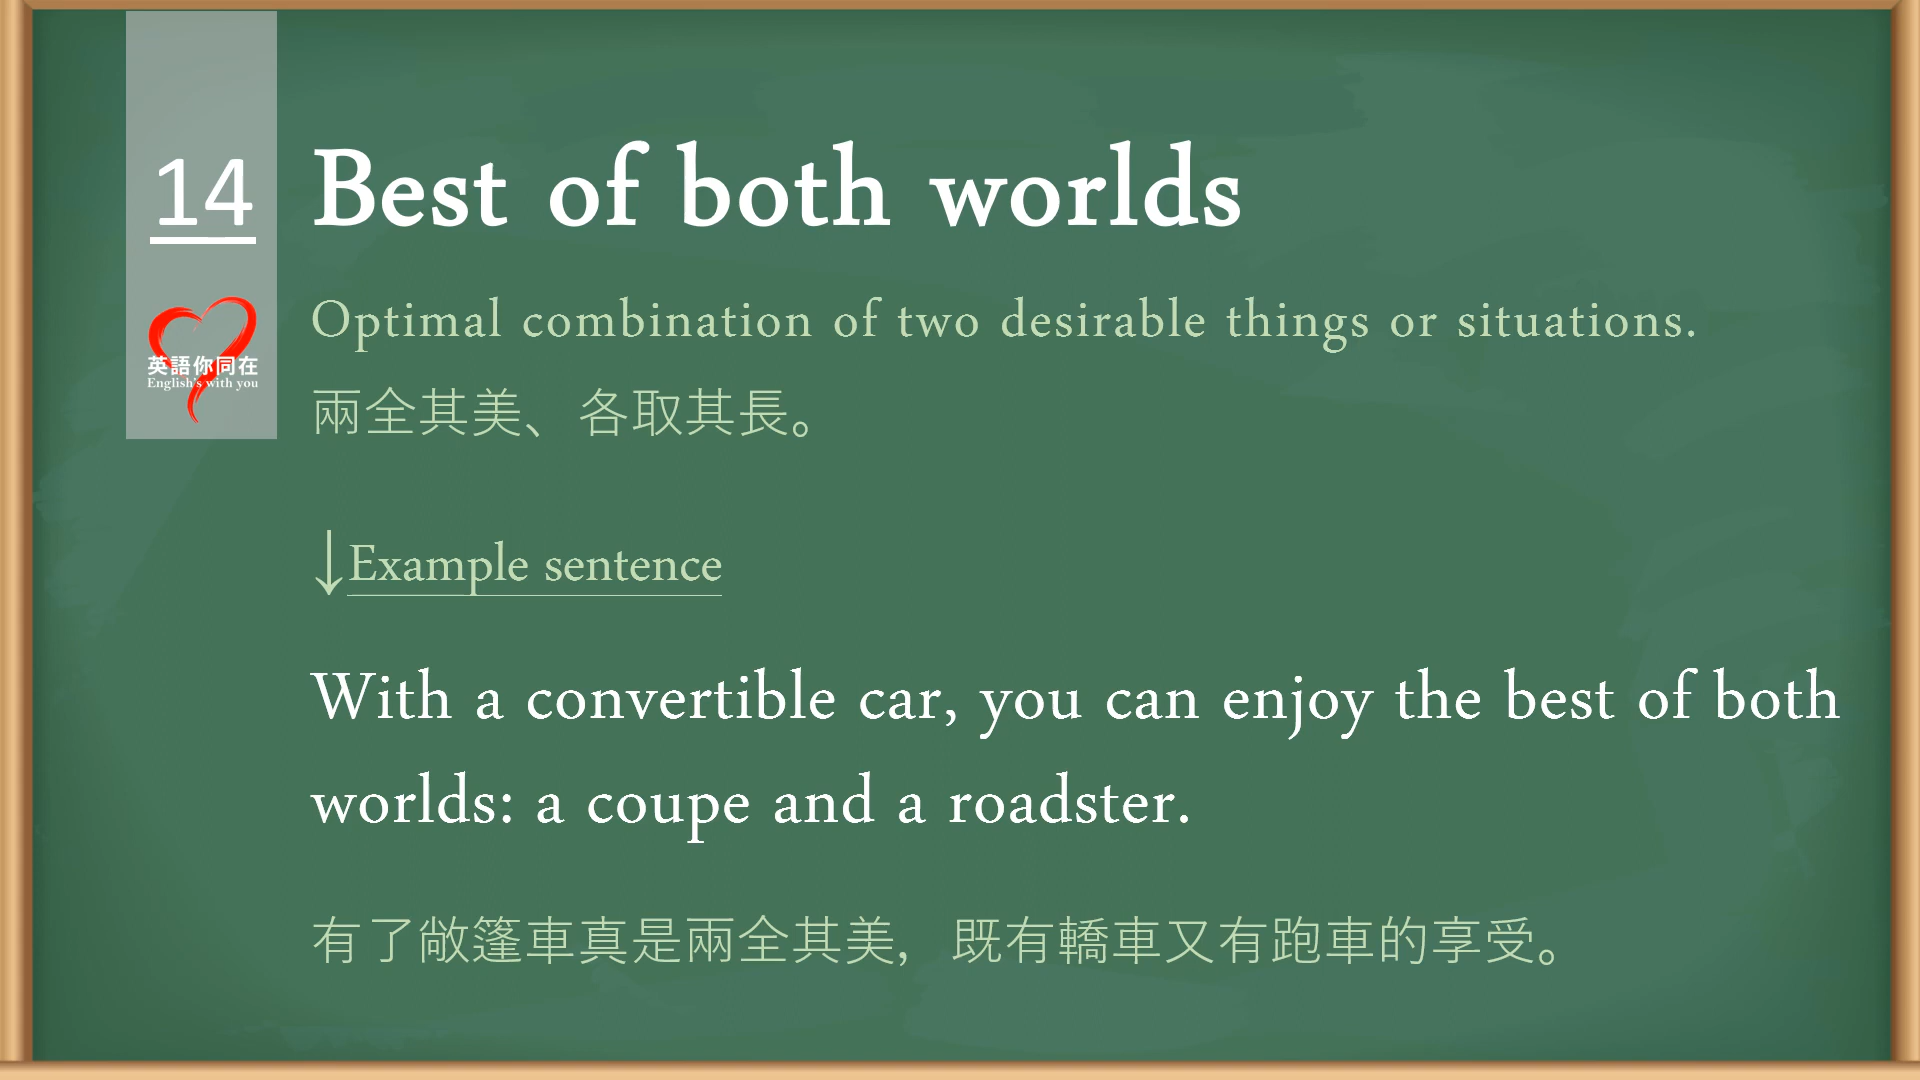 14
Best of both worlds
英語你同在
English's with you
Optimal combination of two desirable things or situations.
兩全其美、各取其長。
↓Example sentence
With a convertible car, you can enjoy the best of both
worlds: a coupe and a roadster.
有了敞篷車真是兩全其美，既有轎車又有跑車的享受。